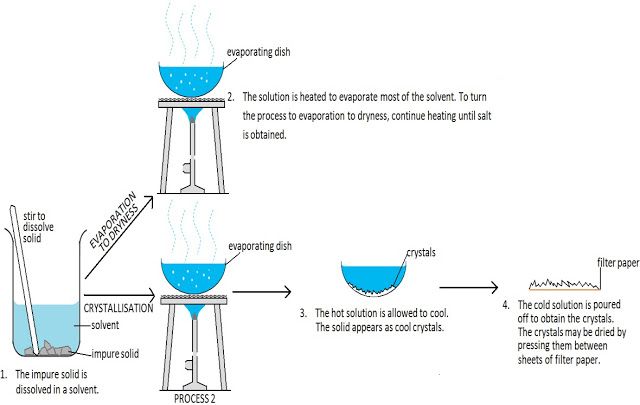 evaporating dish
2. The solution is heated to evaporate most of the solvent. To turn
the process to evaporation to dryness, continue heating until salt
is obtained.
stir to
dissolve
solid
EVAPORATION
TO DRYNESS
evaporating dish
crystals
filter paper
CRYSTALLISATION
solvent
impure solid
1. The impure solid is
dissolved in a solvent.
PROCESS 2
3. The hot solution is allowed to cool.
The solid appears as cool crystals.
4. The cold solution is poured
off to obtain the crystals.
The crystals may be dried by
pressing them between
sheets of filter paper.